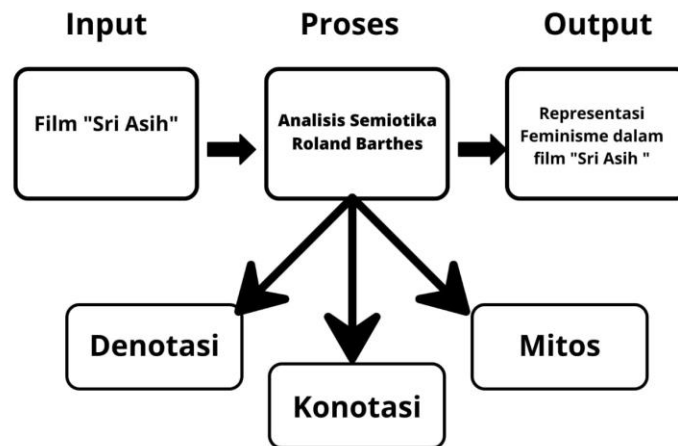 Input
Proses
Output
Film "Sri Asih"
Analisis Semiotika
Roland Barthes
Representasi
Feminisme dalam
film "Sri Asih "
Denotasi
Konotasi
Mitos